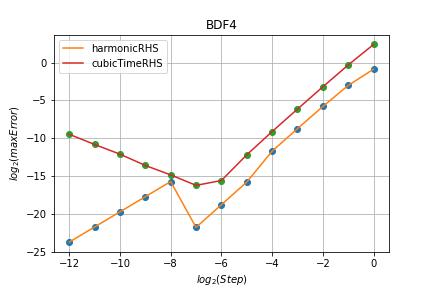 BDF4
harmonicRHS
cubicTimeRHS
0
−5
−10
−15
−20
−25
log₂(maxError)
−12 −10 −8 −6 −4 −2 0
log₂(Step)